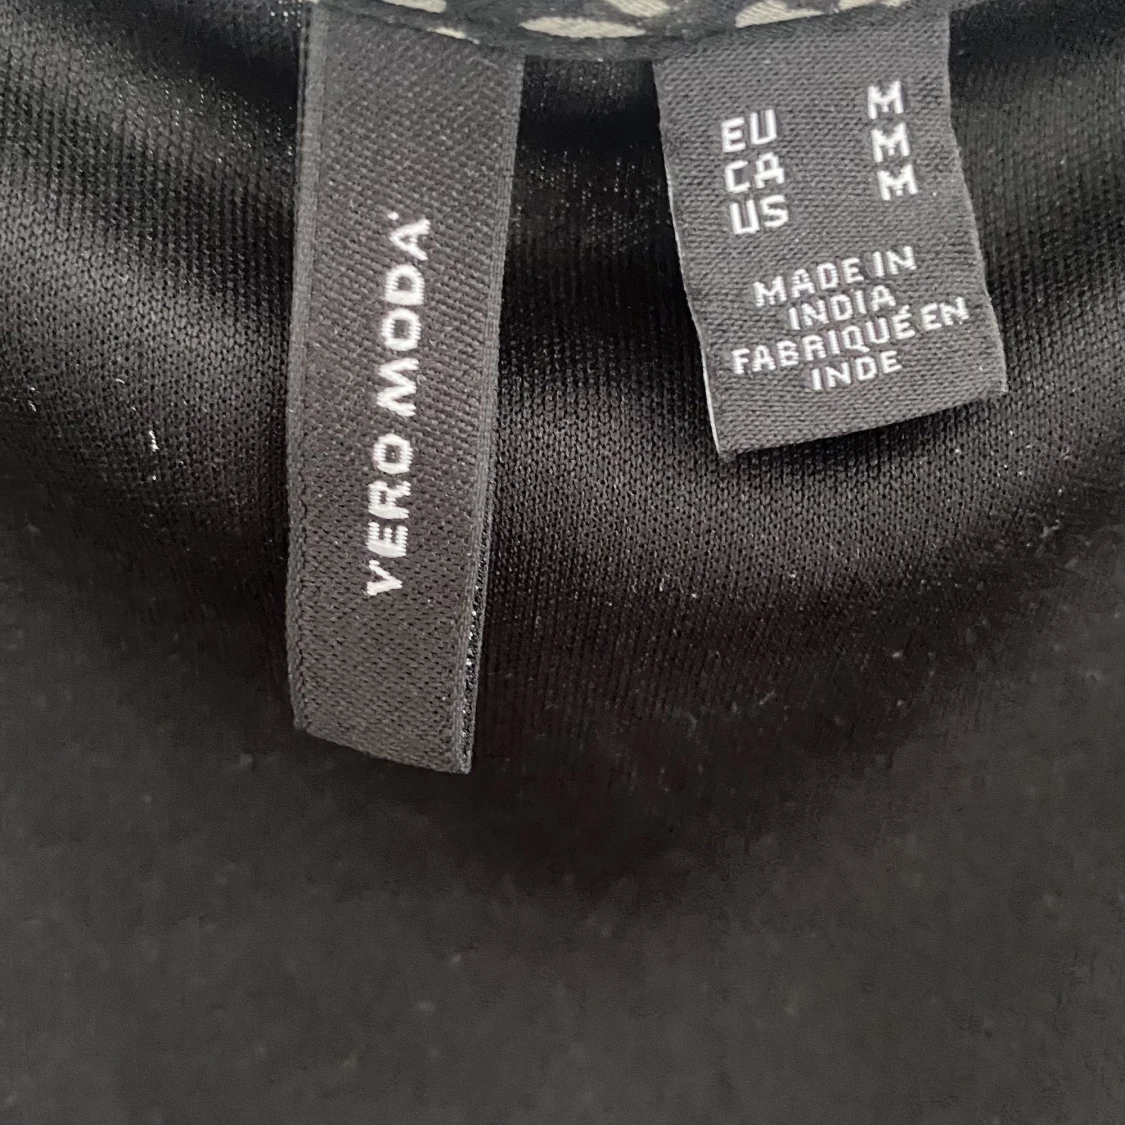 VERO MODA
EU M
CA M
US M
MADE IN
INDIA
FABRIQUÉ EN
INDE